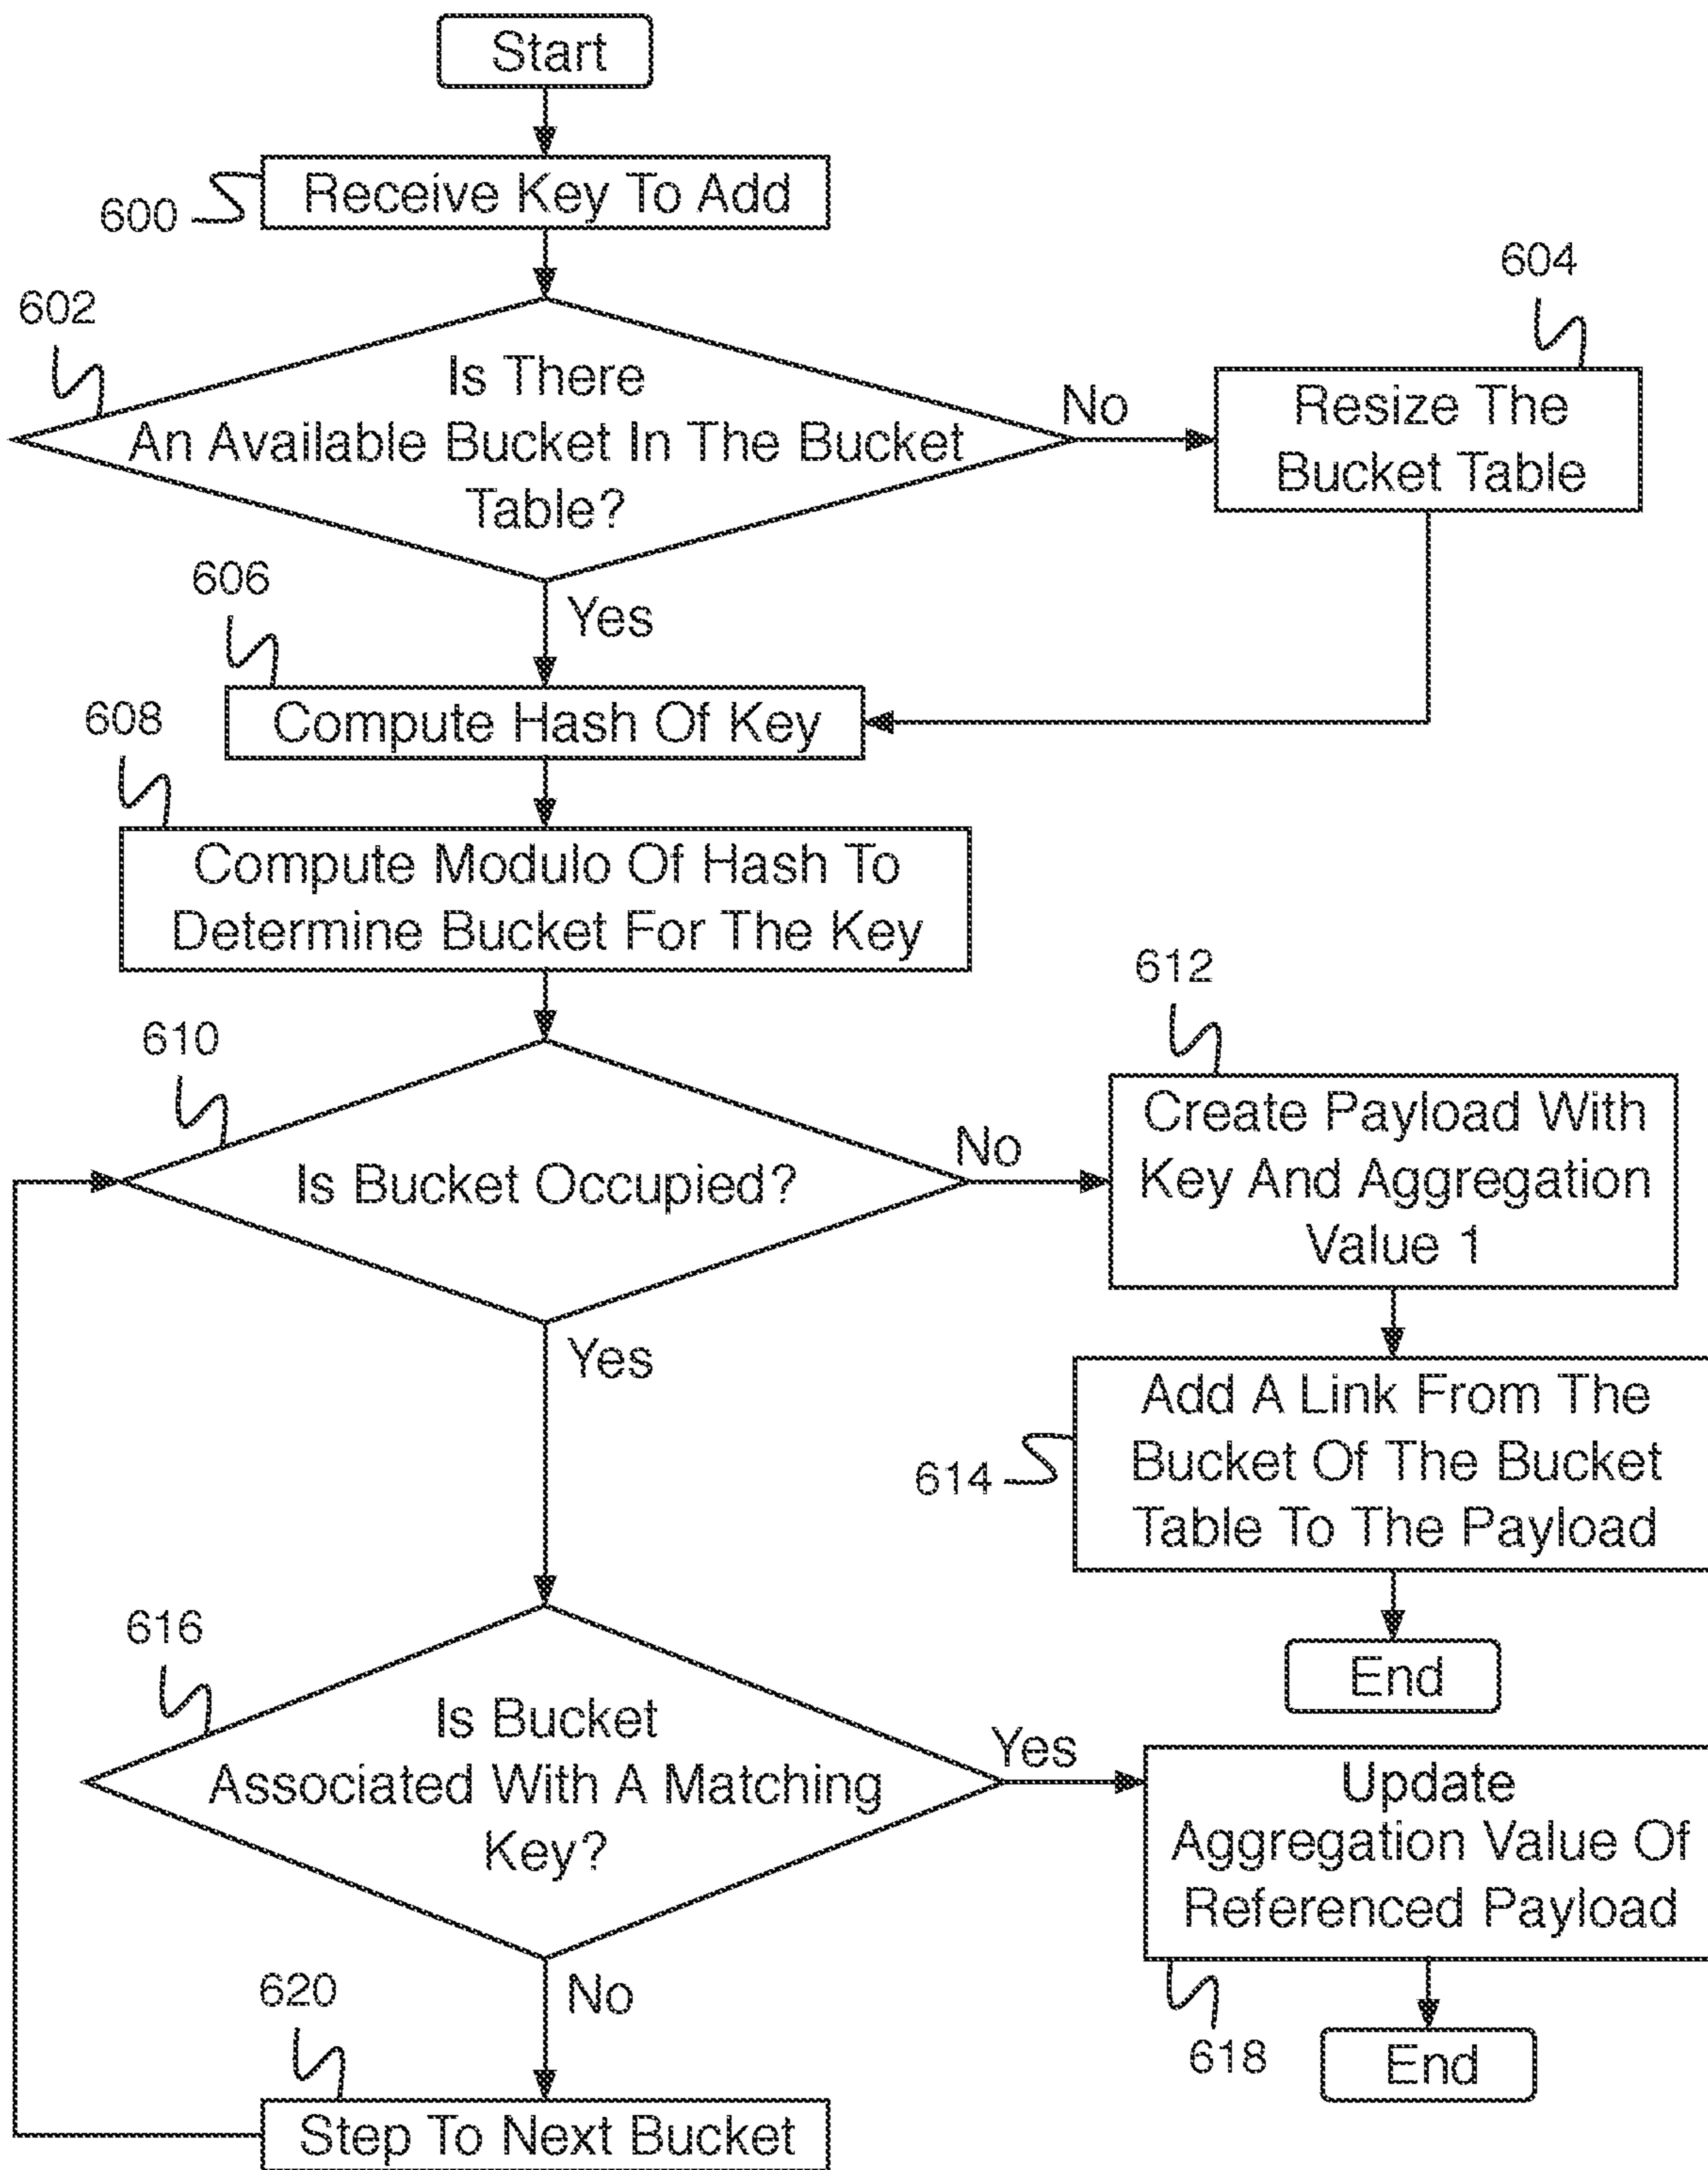 Start
600
Receive Key To Add
602
Is There
An Available Bucket In The Bucket
Table?
No
604
Resize The
Bucket Table
Yes
606
Compute Hash Of Key
608
Compute Modulo Of Hash To
Determine Bucket For The Key
610
Is Bucket Occupied?
No
612
Create Payload With
Key And Aggregation
Value 1
614
Add A Link From The
Bucket Of The Bucket
Table To The Payload
End
Yes
616
Is Bucket
Associated With A Matching
Key?
Yes
Update
Aggregation Value Of
Referenced Payload
618
End
No
620
Step To Next Bucket